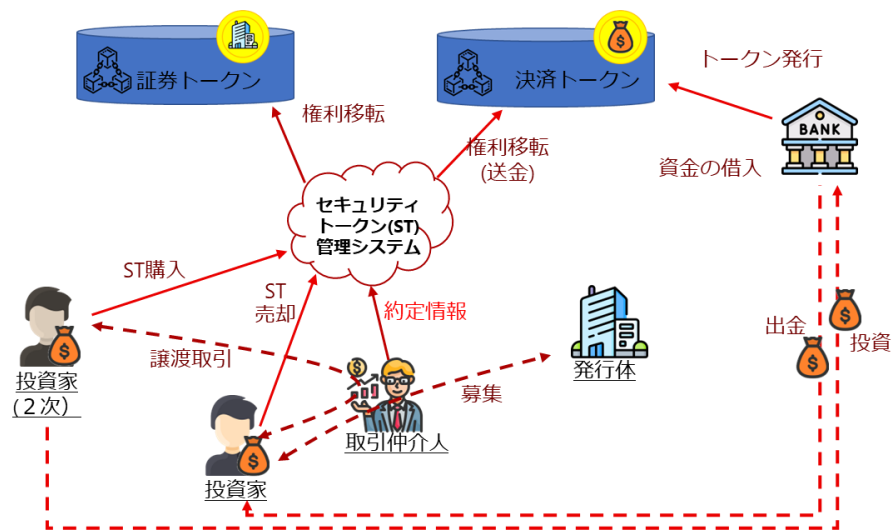 証券トークン
決済トークン
トークン発行
BANK
権利移転
権利移転
(送金)
資金の借入
セキュリティ
トークン(ST)
管理システム
ST購入
ST
売却
約定情報
$
$
出金
投資
$
$
譲渡取引
投資家
(２次)
発行体
募集
取引仲介人
$
投資家